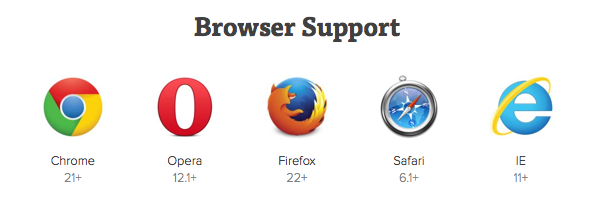 Browser Support
Chrome Opera Firefox Safari IE
21+ 12.1+ 22+ 6.1+ 11+